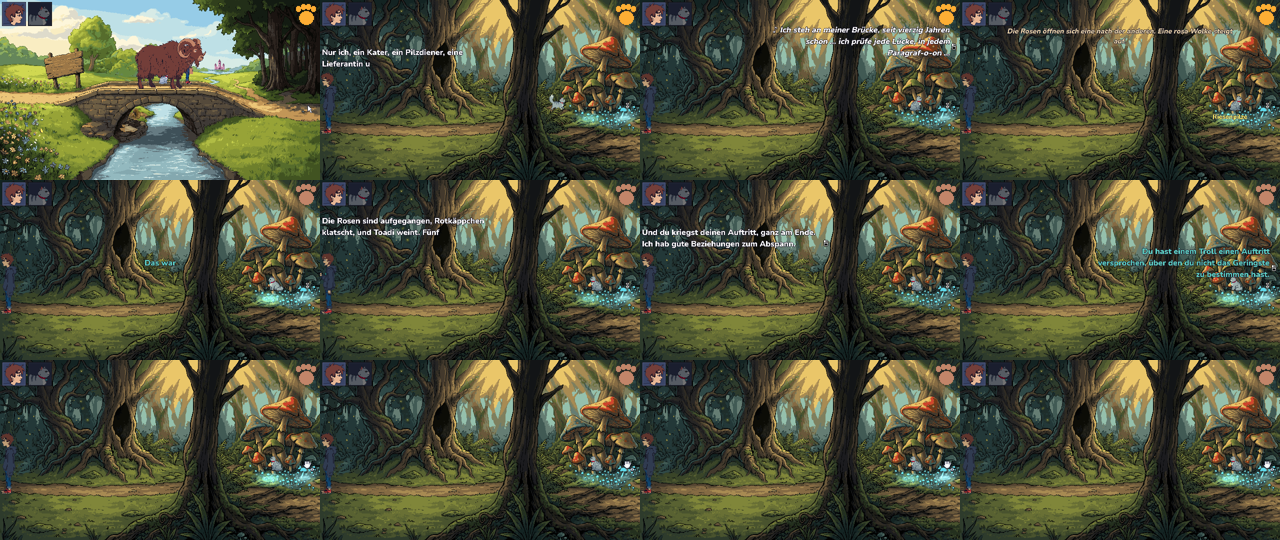 Nur ich, ein Kater, ein Pilzdiener, eine
Lieferantin u
Ich steh an meiner Brücke, seit vierzig Jahren
schon ... ich prüfe jede Lücke, in jedem
Paragraf-o-on
Die Rosen öffnen sich eine nach der anderen. Eine rosa Wolke steigt
auf.
Das war
Die Rosen sind aufgegangen, Rotkäppchen
klatscht, und Toadi weint. Fünf
Und du kriegst deinen Auftritt, ganz am Ende.
Ich hab gute Beziehungen zum Abspann
Du hast einem Troll einen Auftritt
versprochen, über den du nicht das Geringste
zu bestimmen hast.